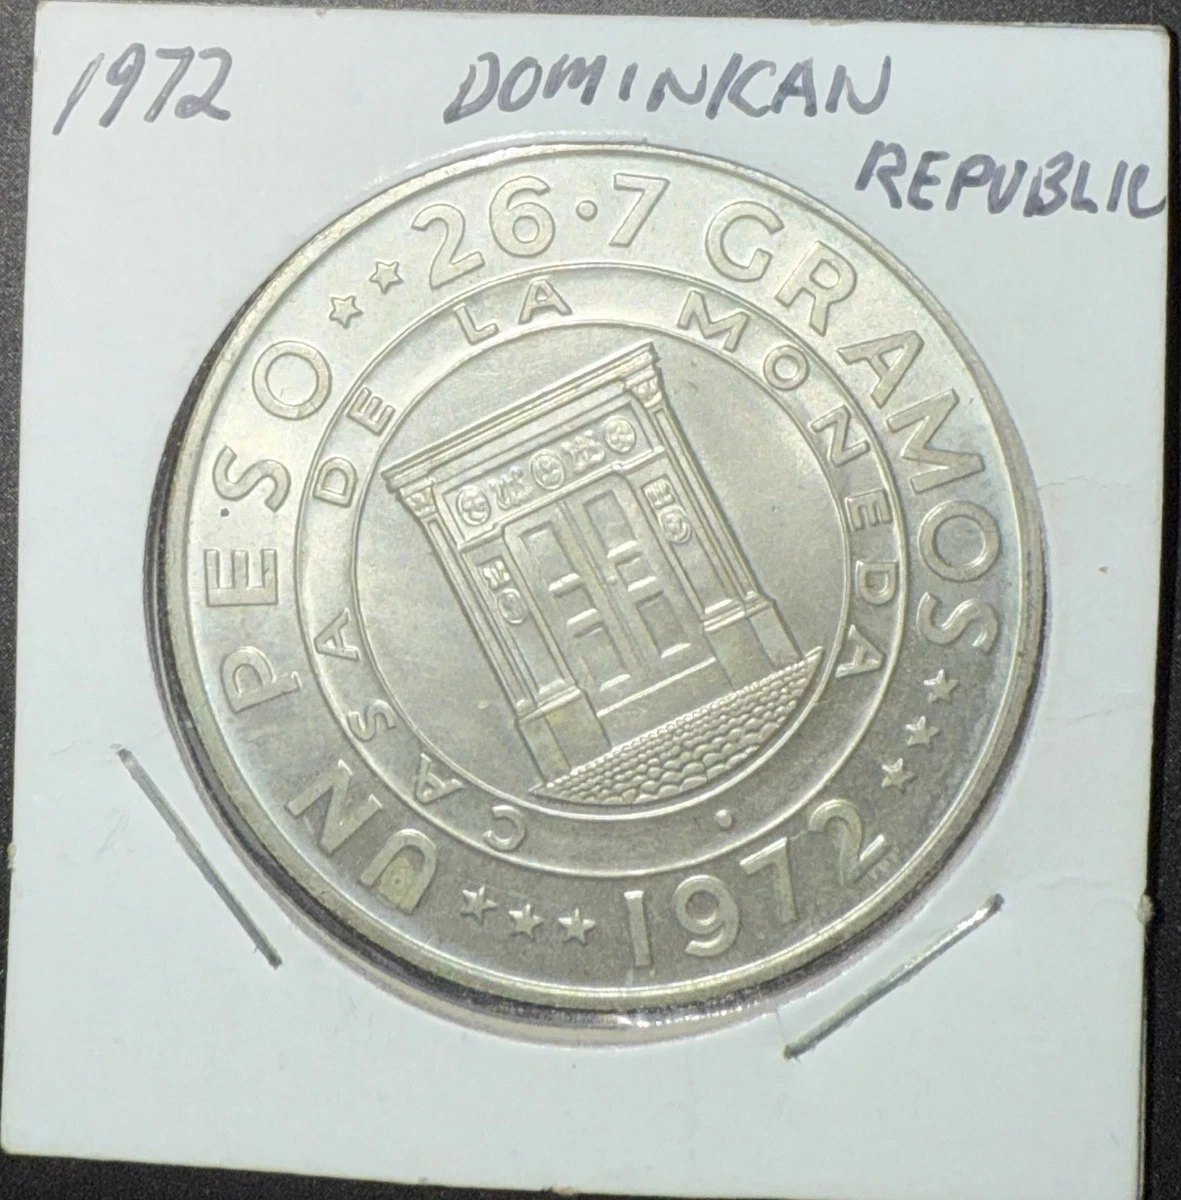 1972 DOMINICAN
REPUBLIC
UN PESO 26.7 GRAMOS
CASA DE LA MONEDA
1972